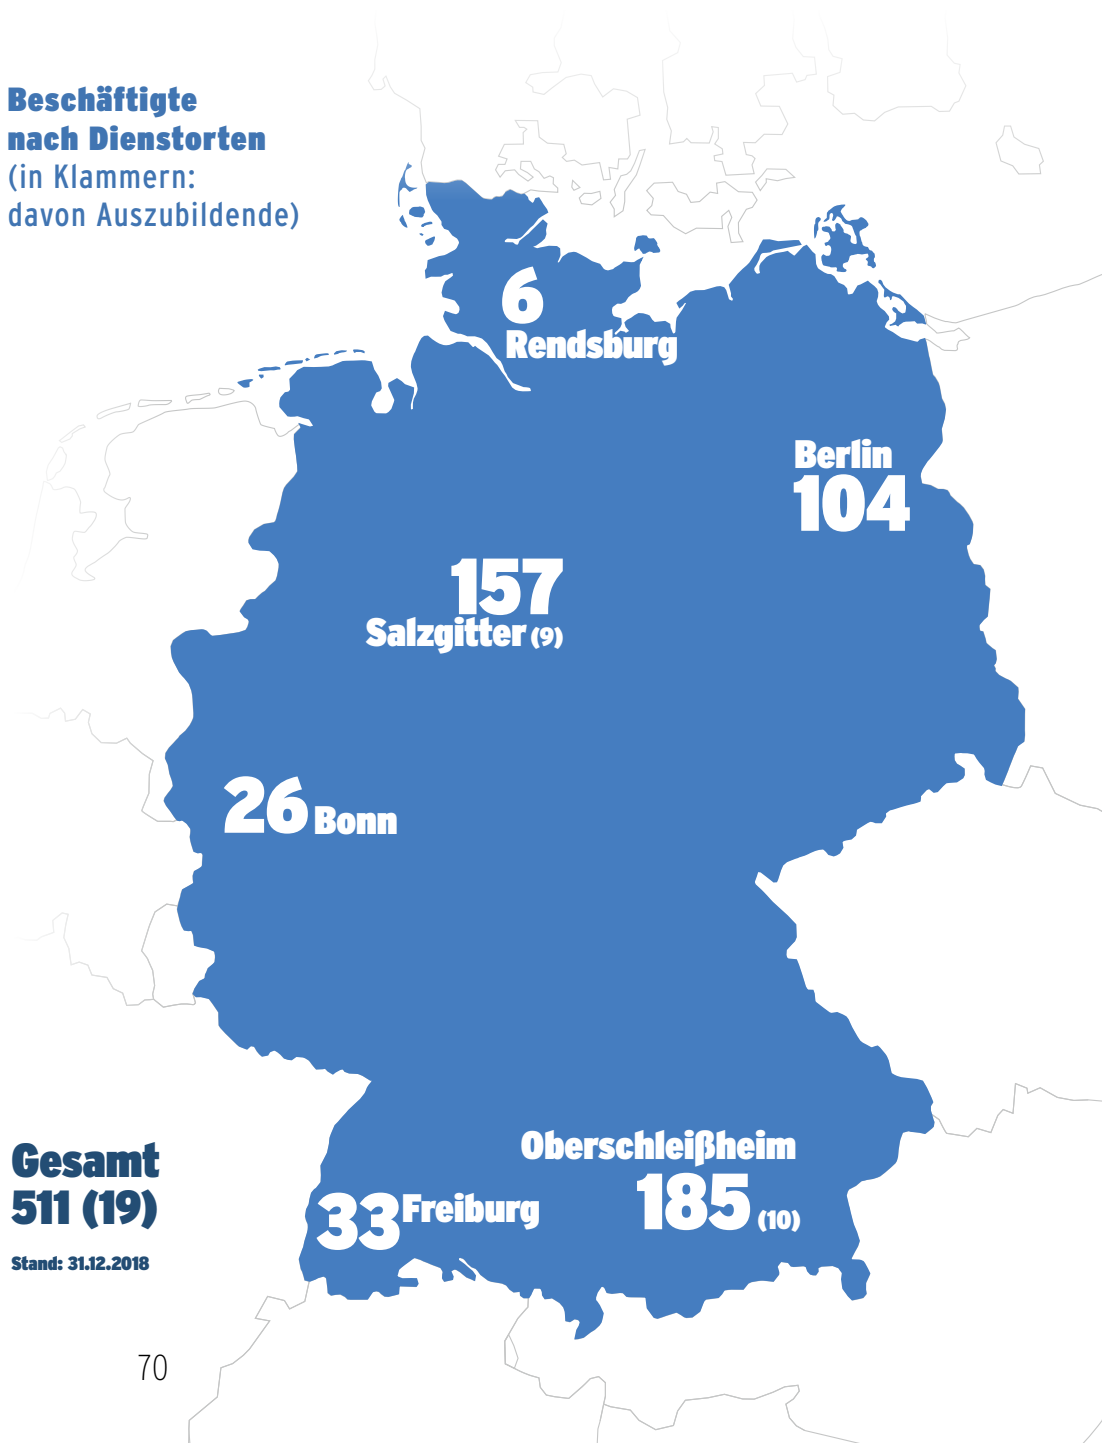 Beschäftigte
nach Dienstorten
(in Klammern:
davon Auszubildende)
6
Rendsburg
Berlin
104
157
Salzgitter (9)
26 Bonn
Oberschleißheim
185 (10)
33 Freiburg
Gesamt
511 (19)
Stand: 31.12.2018
70